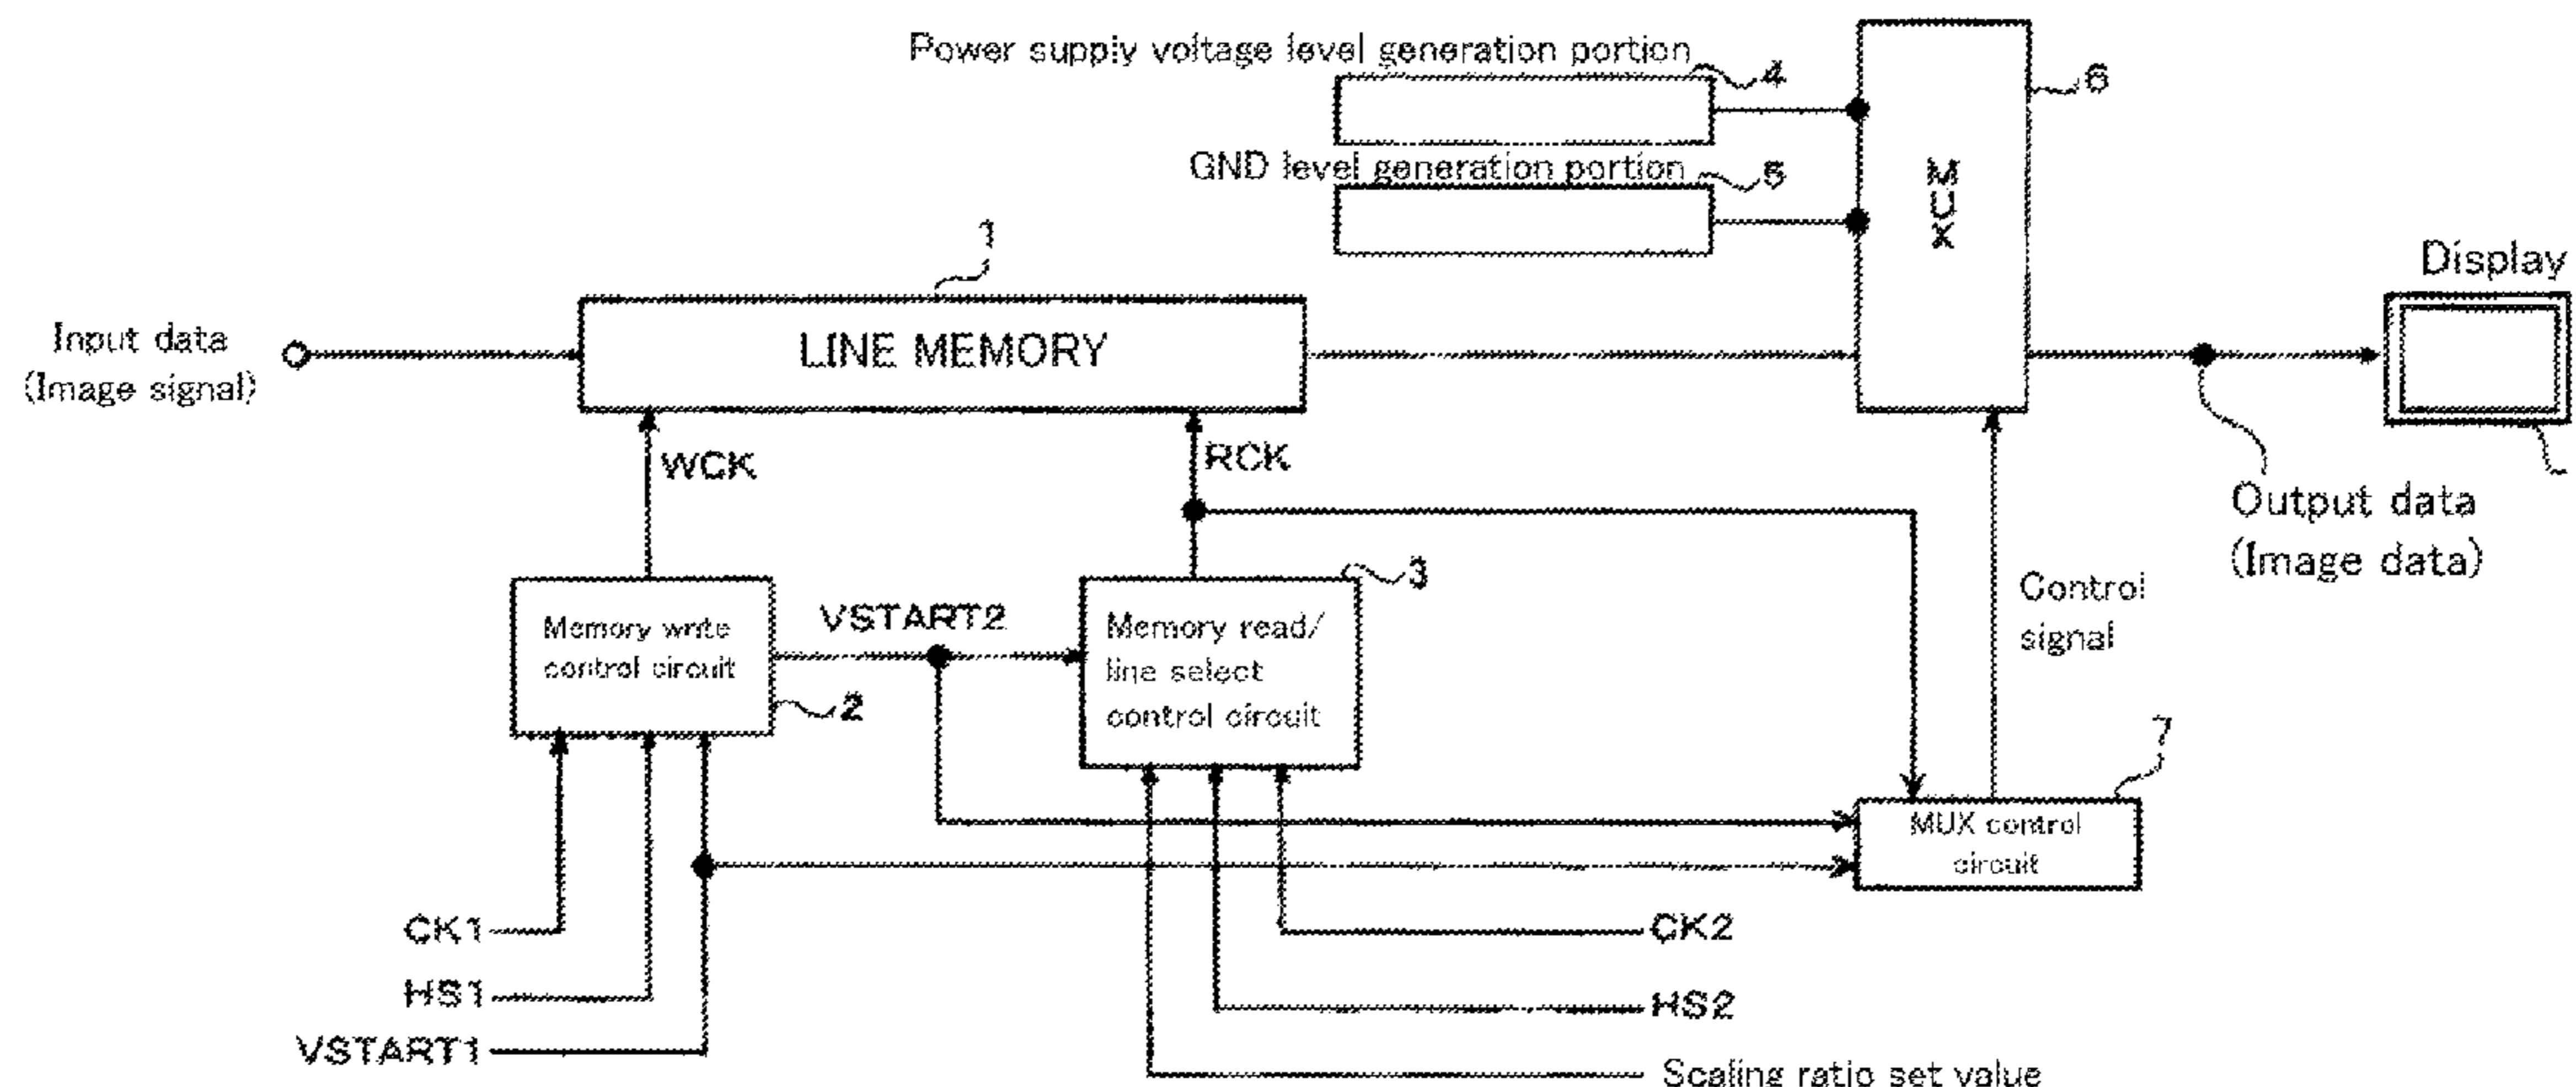 Power supply voltage level generation portion
4
6
GND level generation portion
5
MUX
1
Display
Input data
(Image signal)
LINE MEMORY
WCK
RCK
Output data
(Image data)
Control
signal
3
VSTART2
Memory write
control circuit
2
Memory read/
line select
control circuit
7
MUX control
circuit
CK1
CK2
HS1
HS2
VSTART1
Scaling ratio set value